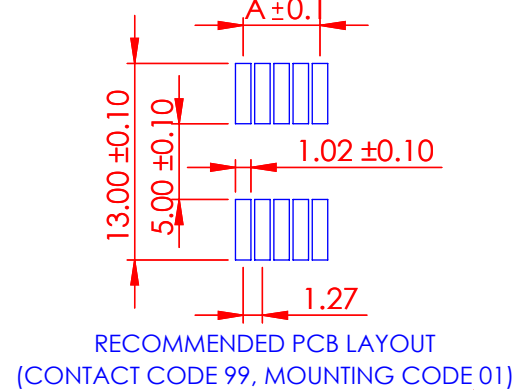 A ±0.1
13.00 ±0.10
5.00 ±0.10
1.02 ±0.10
1.27
RECOMMENDED PCB LAYOUT
(CONTACT CODE 99, MOUNTING CODE 01)